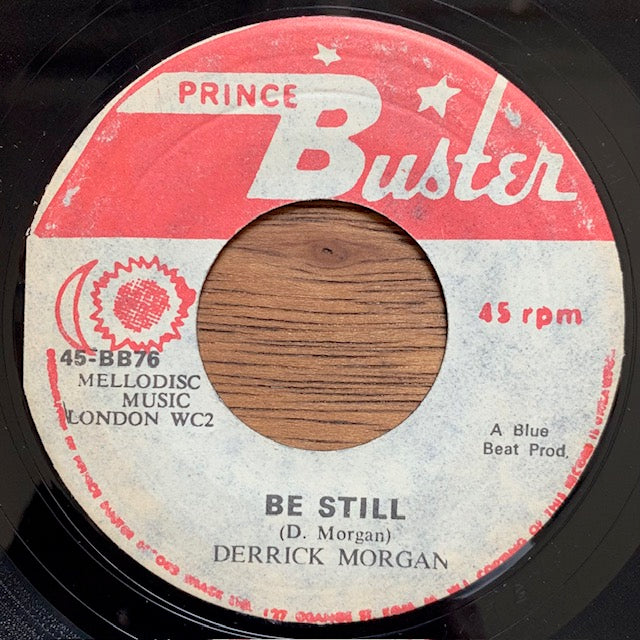 PRINCE
Buster
45 rpm
45-BB76
MELLODISC
MUSIC
LONDON WC2
A Blue
Beat Prod.
BE STILL
(D. Morgan)
DERRICK MORGAN